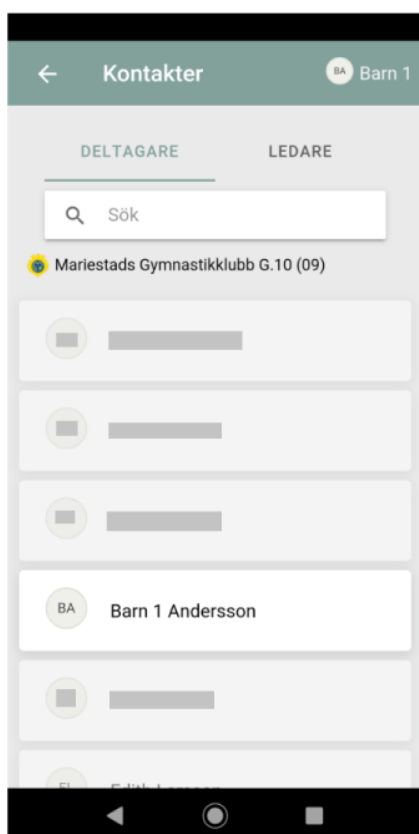 Kontakter
BA Barn 1
DELTAGARE LEDARE
Sök
Mariestads Gymnastikklubb G.10 (09)
BA Barn 1 Andersson